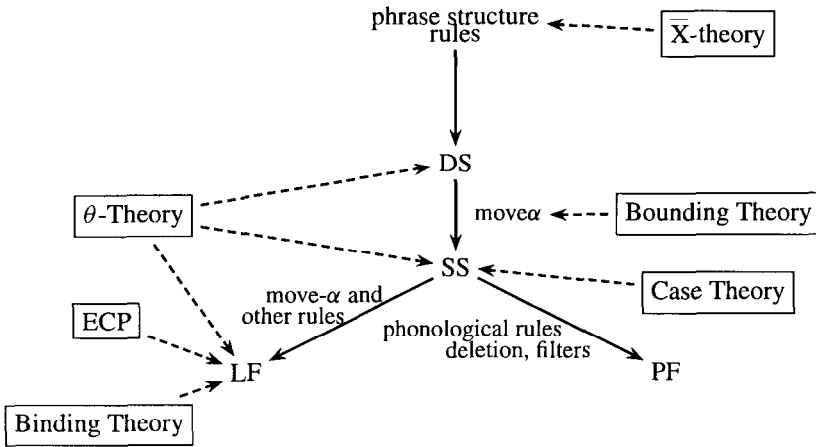 phrase structure
rules
X̅-theory
DS
θ-Theory
moveα
Bounding Theory
SS
Case Theory
move-α and
other rules
ECP
phonological rules
deletion, filters
LF
PF
Binding Theory